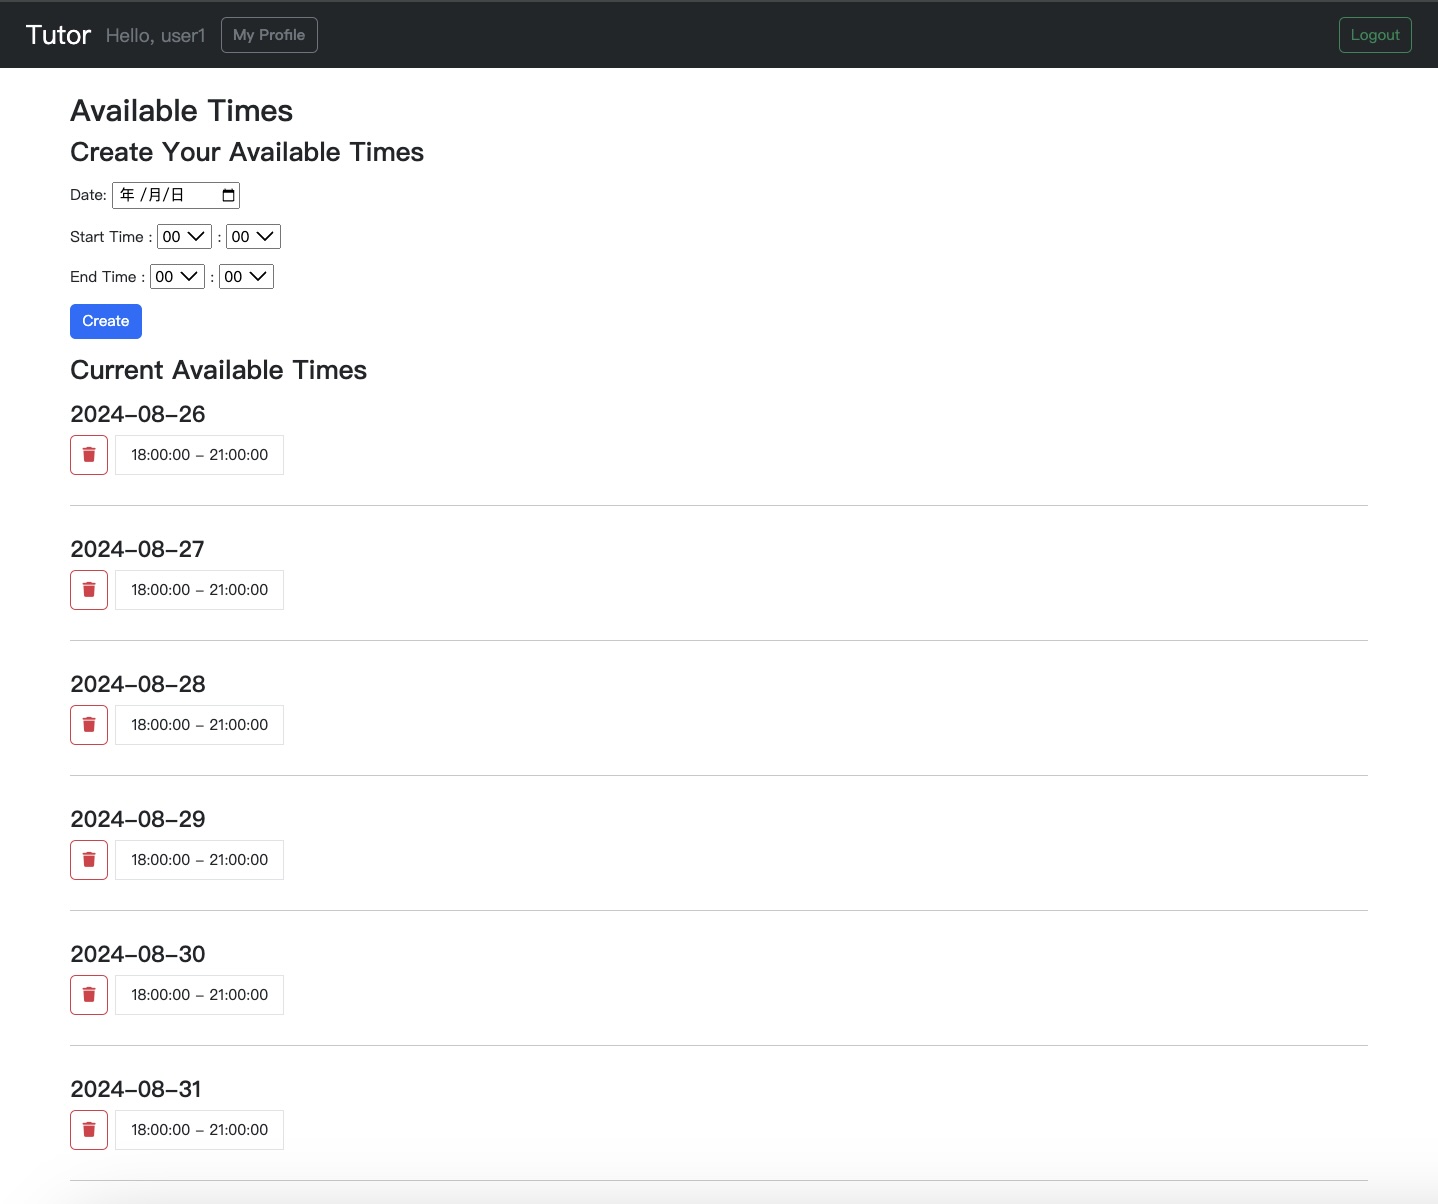 Tutor Hello, user1 My Profile Logout
Available Times
Create Your Available Times
Date: 年 /月/日
Start Time : 00 : 00
End Time : 00 : 00
Create
Current Available Times
2024-08-26
18:00:00 - 21:00:00
2024-08-27
18:00:00 - 21:00:00
2024-08-28
18:00:00 - 21:00:00
2024-08-29
18:00:00 - 21:00:00
2024-08-30
18:00:00 - 21:00:00
2024-08-31
18:00:00 - 21:00:00